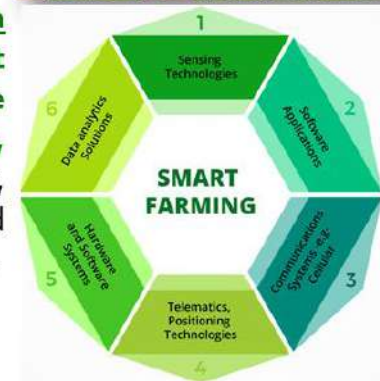 1
Sensing
Technologies
2
Software
Applications
3
Communications
Systems e.g.
Cellular
4
Telematics,
Positioning
Technologies
5
Hardware
and Software
Systems
6
Data analytics
Solutions
SMART
FARMING